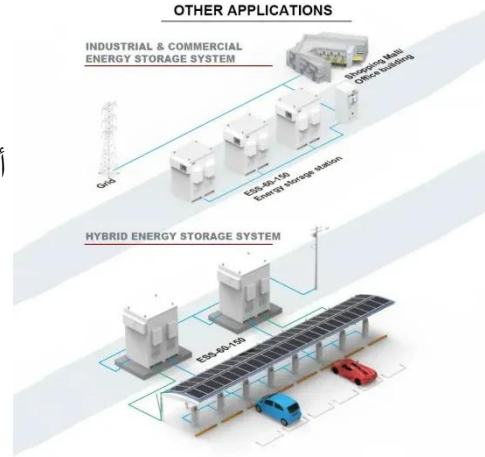 OTHER APPLICATIONS
INDUSTRIAL & COMMERCIAL
ENERGY STORAGE SYSTEM
Shopping Mall/
Office building
Grid
ESS-60-150
Energy storage station
HYBRID ENERGY STORAGE SYSTEM
ESS-60-150
أ